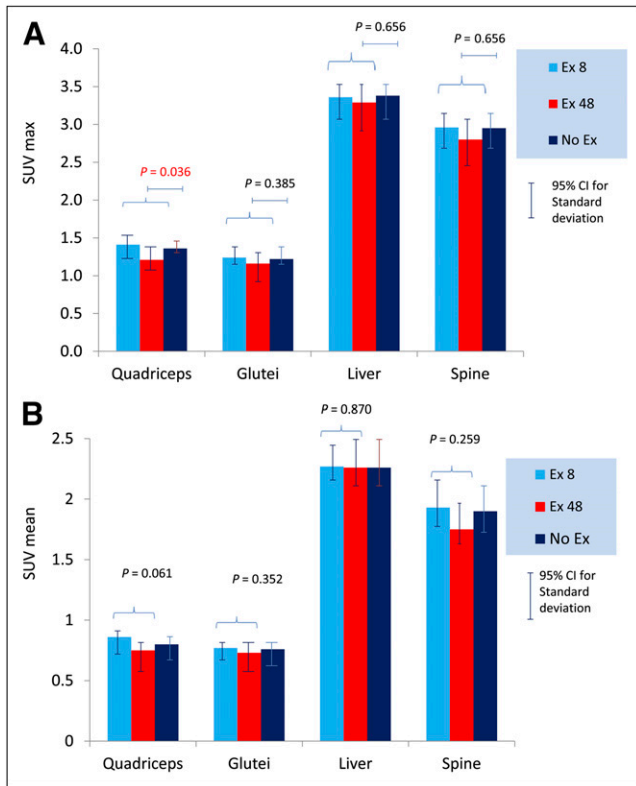 A
P = 0.656
P = 0.656
4.0
3.5
3.0
2.5
2.0
1.5
1.0
0.5
0.0
SUV max
P = 0.036
P = 0.385
Quadriceps Glutei Liver Spine
Ex 8
Ex 48
No Ex
95% CI for
Standard
deviation
B
P = 0.870
P = 0.259
2.5
2
1.5
1
0.5
0
SUV mean
P = 0.061
P = 0.352
Quadriceps Glutei Liver Spine
Ex 8
Ex 48
No Ex
95% CI for
Standard
deviation